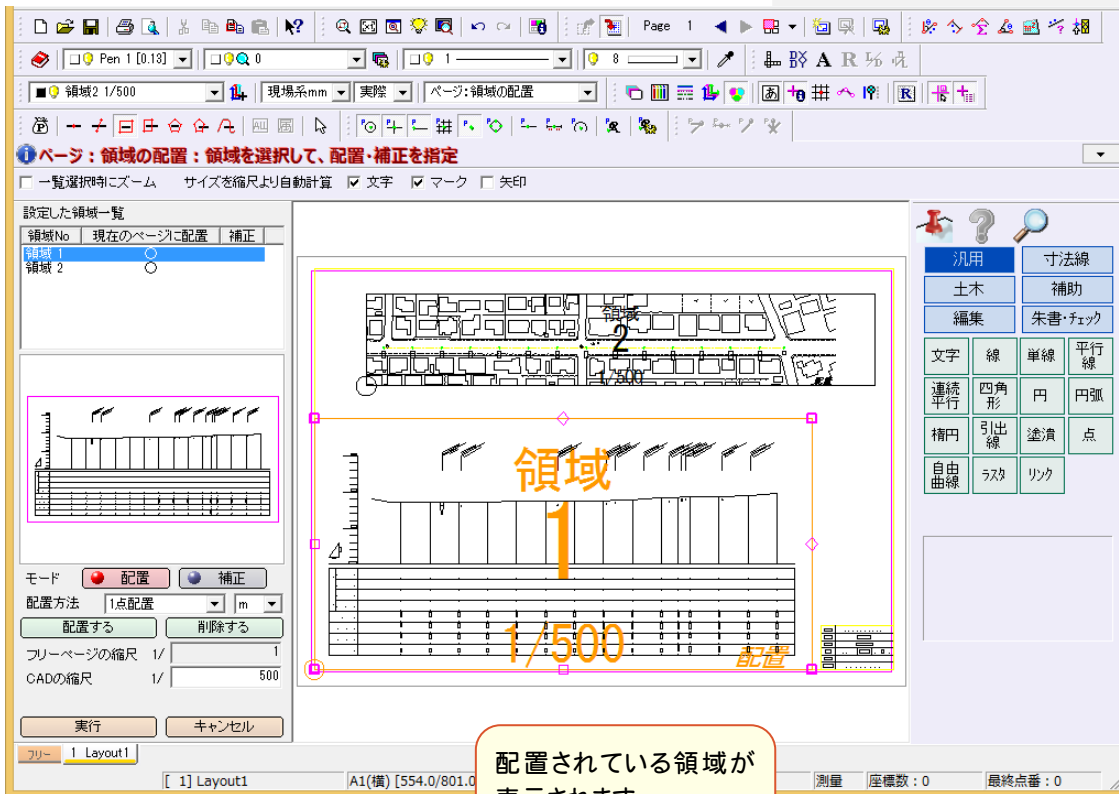 Page 1
Pen 1 [0.13]
0
1
8
A R
領域2 1/500
現場系mm
実際
ページ:領域の配置
あ
R
ALL
ページ：領域の配置：領域を選択して、配置・補正を指定
一覧選択時にズーム
サイズを縮尺より自動計算
文字
マーク
矢印
設定した領域一覧
領域No
現在のページに配置
補正
領域 1 ○
領域 2 ○
モード
配置
補正
配置方法
1点配置
m
配置する
削除する
フリーページの縮尺 1/ 1
CADの縮尺 1/ 500
実行
キャンセル
領域
2
1/500
領域
1
1/500
配置
汎用
寸法線
土木
補助
編集
朱書・チェック
文字
線
単線
平行線
連続平行
四角形
円
円弧
楕円
引出線
塗潰
点
自由曲線
ラスタ
リンク
フリー
1 Layout1
配置されている領域が
表示されます
[ 1] Layout1
A1(横) [554.0/801.0
測量
座標数：0
最終点番：0